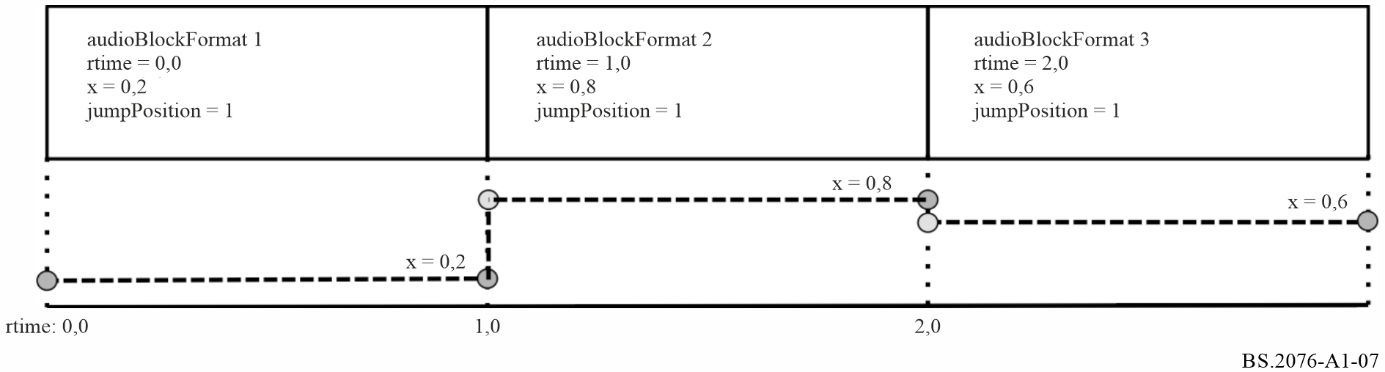 audioBlockFormat 1
rtime = 0,0
x = 0,2
jumpPosition = 1
audioBlockFormat 2
rtime = 1,0
x = 0,8
jumpPosition = 1
audioBlockFormat 3
rtime = 2,0
x = 0,6
jumpPosition = 1
x = 0,8
x = 0,6
x = 0,2
rtime: 0,0
1,0
2,0
BS.2076-A1-07